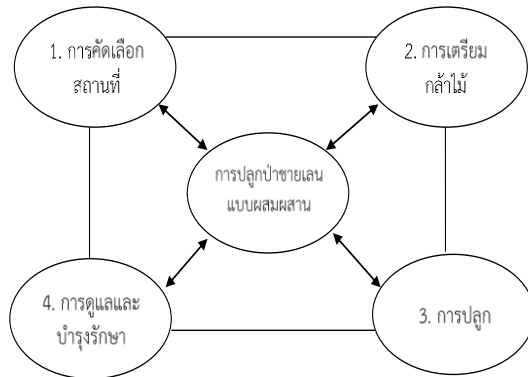 1. การคัดเลือก
สถานที่
2. การเตรียม
กล้าไม้
การปลูกป่าชายเลน
แบบผสมผสาน
4. การดูแลและ
บำรุงรักษา
3. การปลูก